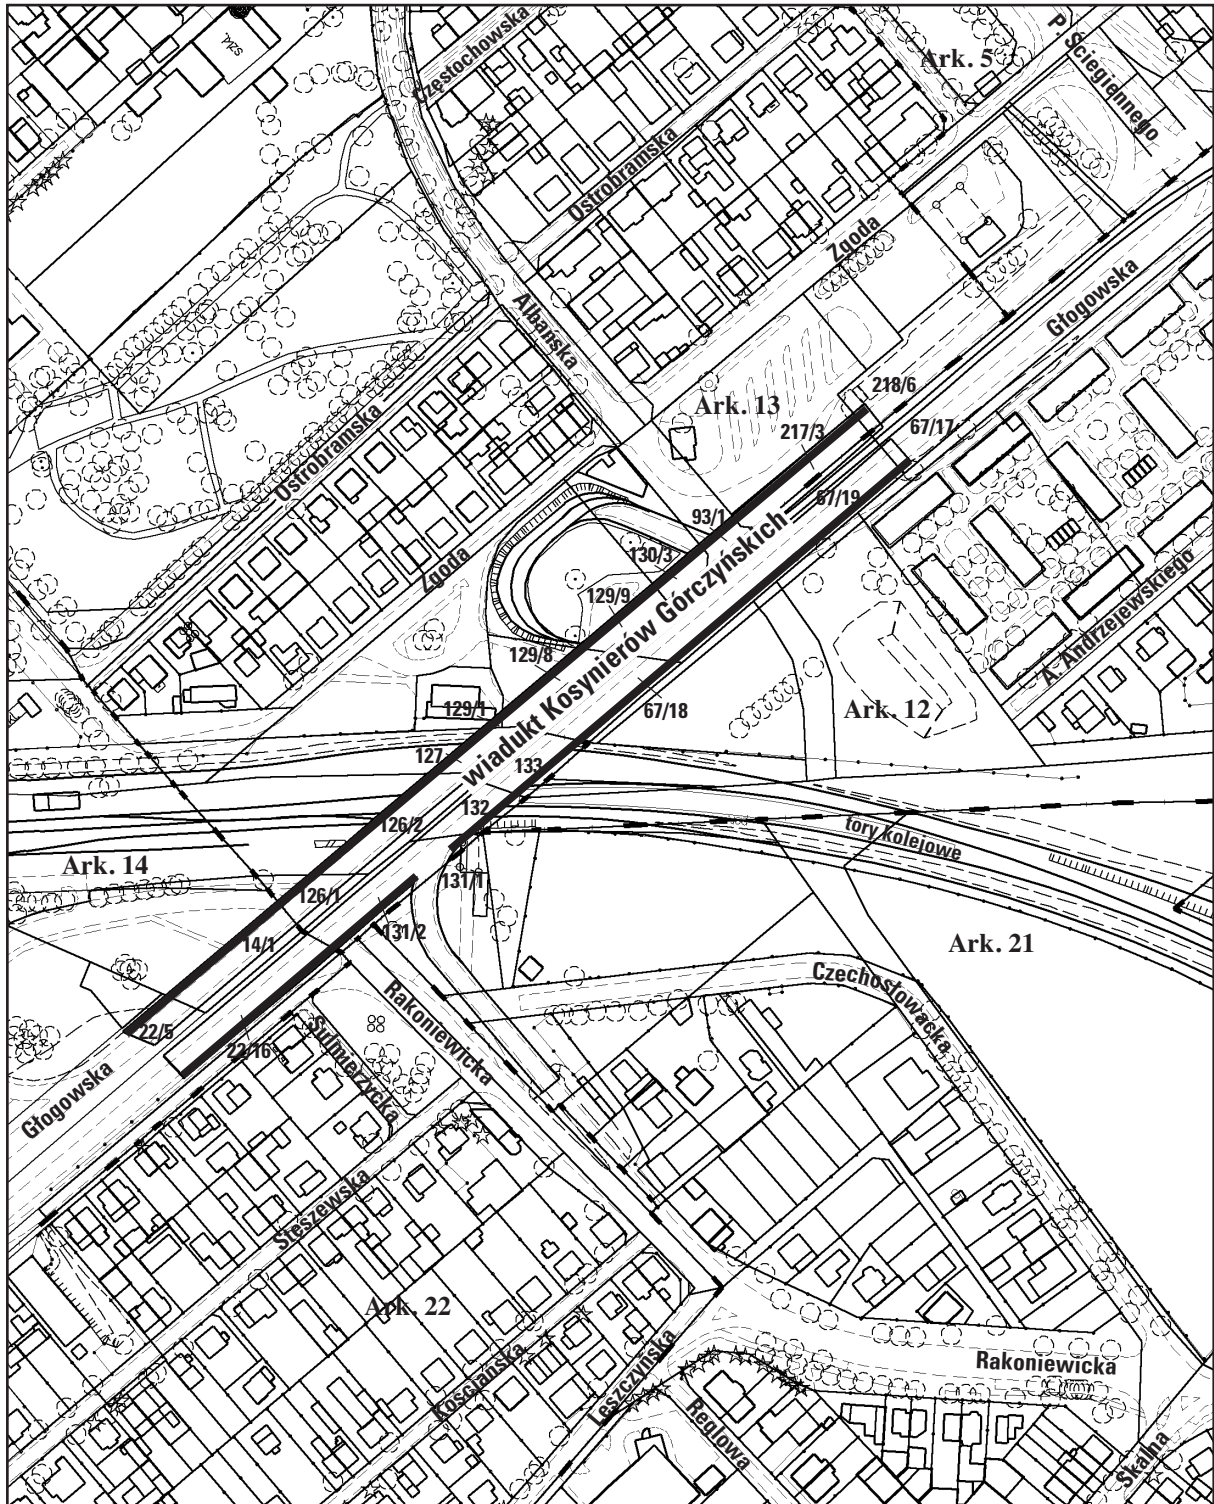 Częstochowska
Ark. 5
P. Ściegiennego
Ostrobramska
Zgoda
Albańska
Głogowska
218/6
Ark. 13
217/3
67/17
Ostrobramska
67/19
93/1
130/3
Zgoda
129/9
wiadukt Kosynierów Górczyńskich
A. Andrzejewskiego
129/8
129/1
67/18
Ark. 12
127
133
132
126/2
tory kolejowe
Ark. 14
126/1
131/1
131/2
14/1
Ark. 21
Czechosłowacka
Rakoniewicka
22/5
22/16
Sulmierzycka
Głogowska
Stęszewska
Ark. 22
Kościańska
Leszczyńska
Rakoniewicka
Reglowa
Skalna